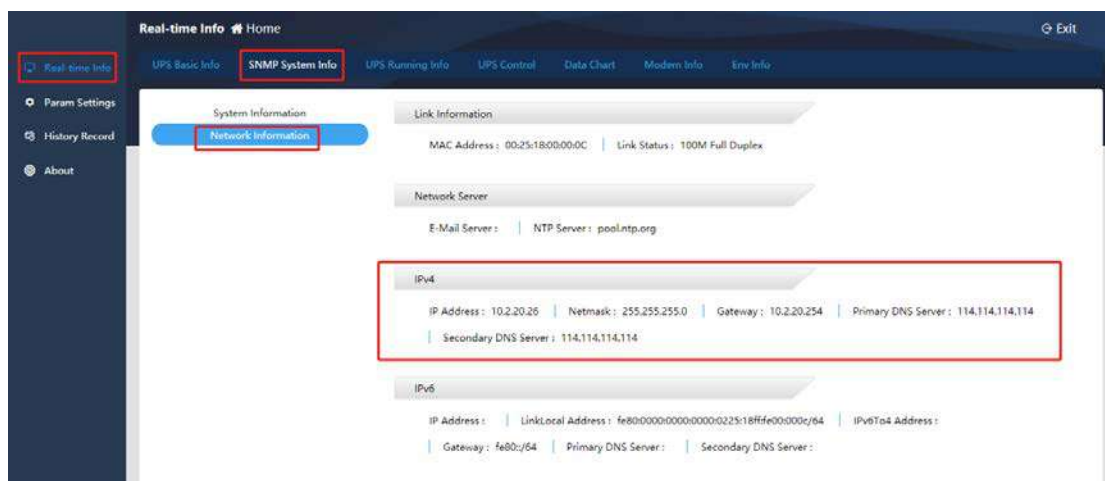 Real-time Info Home Exit
Real-time Info
UPS Basic Info SNMP System Info UPS Running Info UPS Control Data Chart Modem Info Env Info
Param Settings
History Record
About
System Information
Network Information
Link Information
MAC Address : 00:25:18:00:00:0C Link Status : 100M Full Duplex
Network Server
E-Mail Server : NTP Server : pool.ntp.org
IPv4
IP Address : 10.2.20.26 Netmask : 255.255.255.0 Gateway : 10.2.20.254 Primary DNS Server : 114.114.114.114
Secondary DNS Server : 114.114.114.114
IPv6
IP Address : LinkLocal Address : fe80:0000:0000:0000:0225:18ff:fe00:000c/64 IPv6To4 Address :
Gateway : fe80::/64 Primary DNS Server : Secondary DNS Server :